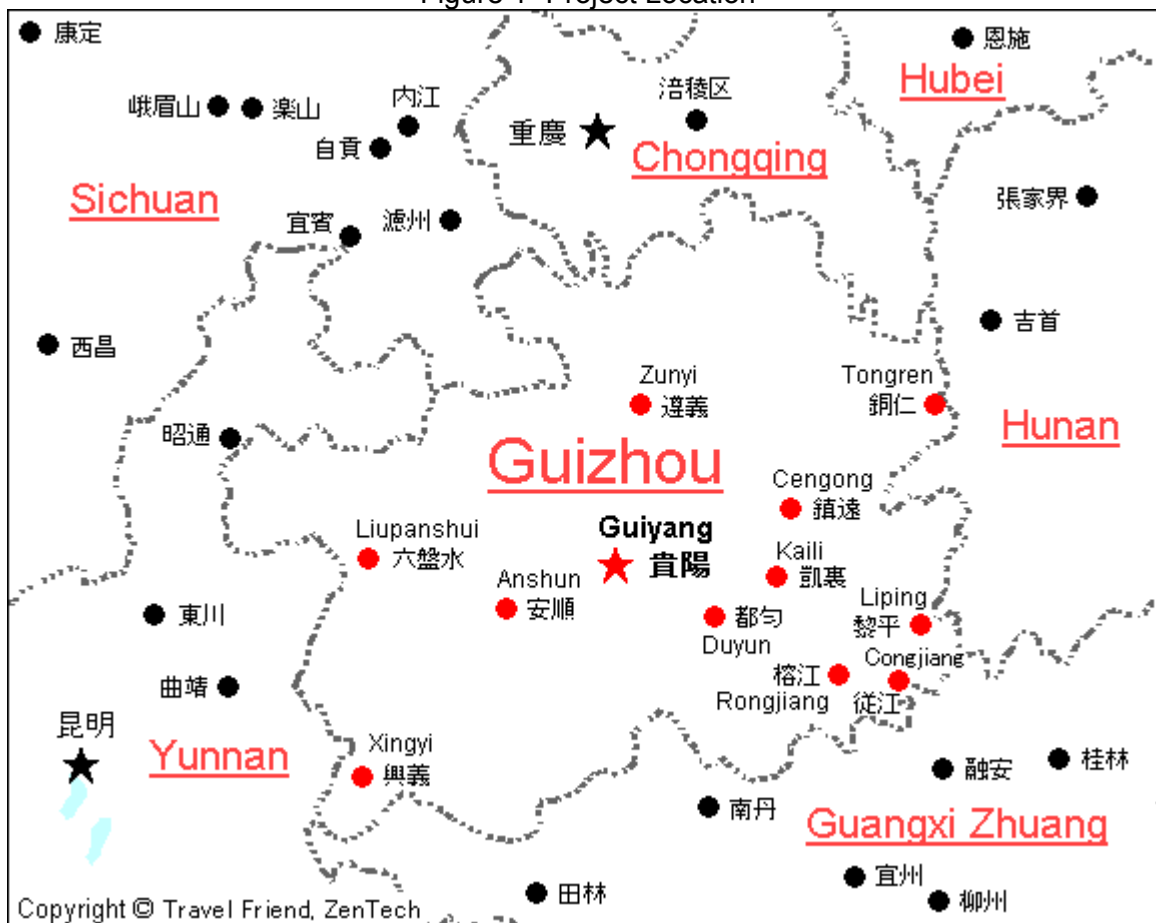 Figure 1 Project Location
康定
恩施
Hubei
峨眉山
楽山
内江
涪稜区
自貢
重慶
Chongqing
Sichuan
張家界
宜賓
濾州
吉首
西昌
Zunyi
遵義
Tongren
銅仁
Hunan
昭通
Guizhou
Cengong
鎮遠
Liupanshui
六盤水
Guiyang
貴陽
Kaili
凱裏
Anshun
安順
Liping
黎平
東川
都匀
Duyun
Congjiang
従江
榕江
Rongjiang
曲靖
昆明
Yunnan
Xingyi
興義
融安
桂林
南丹
Guangxi Zhuang
宜州
田林
柳州
Copyright © Travel Friend, ZenTech